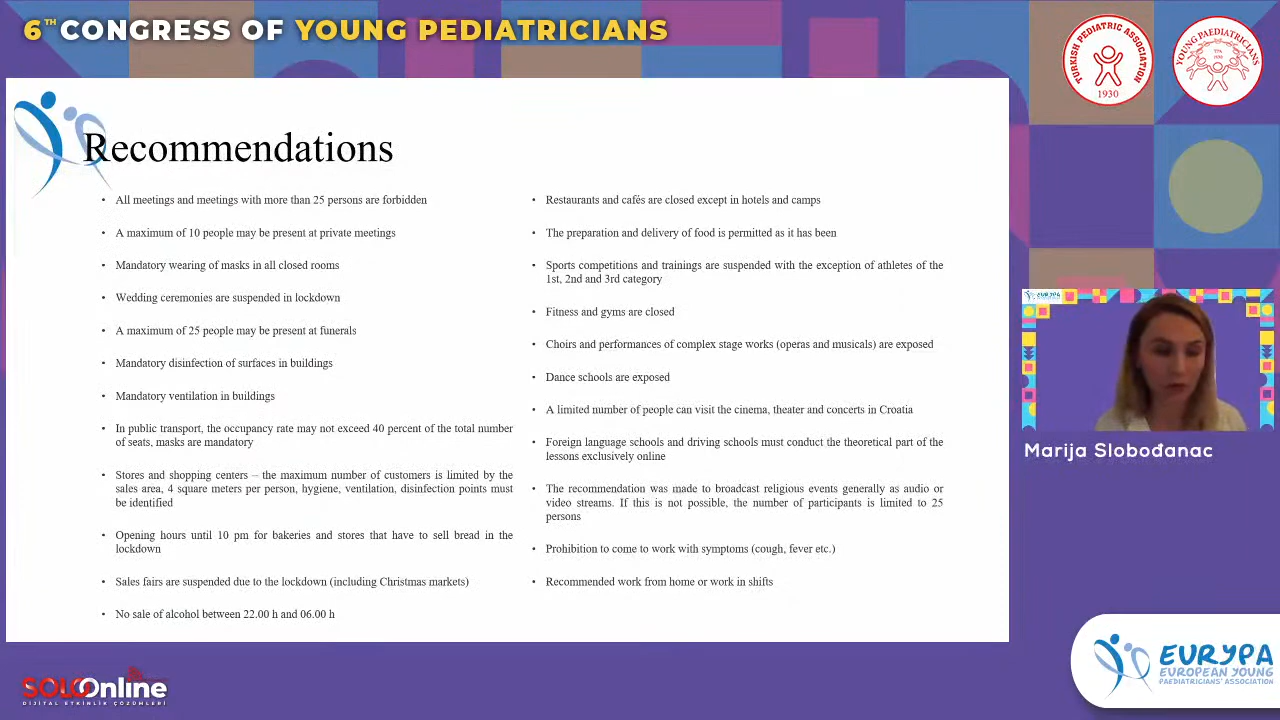 6TH CONGRESS OF YOUNG PEDIATRICIANS
TURKISH PEDIATRIC ASSOCIATION
1930
YOUNG PAEDIATRICIANS
TPA
1930
Recommendations
• All meetings and meetings with more than 25 persons are forbidden
• A maximum of 10 people may be present at private meetings
• Mandatory wearing of masks in all closed rooms
• Wedding ceremonies are suspended in lockdown
• A maximum of 25 people may be present at funerals
• Mandatory disinfection of surfaces in buildings
• Mandatory ventilation in buildings
• In public transport, the occupancy rate may not exceed 40 percent of the total number
of seats, masks are mandatory
• Stores and shopping centers – the maximum number of customers is limited by the
sales area, 4 square meters per person, hygiene, ventilation, disinfection points must
be identified
• Opening hours until 10 pm for bakeries and stores that have to sell bread in the
lockdown
• Sales fairs are suspended due to the lockdown (including Christmas markets)
• No sale of alcohol between 22.00 h and 06.00 h
• Restaurants and cafés are closed except in hotels and camps
• The preparation and delivery of food is permitted as it has been
• Sports competitions and trainings are suspended with the exception of athletes of the
1st, 2nd and 3rd category
• Fitness and gyms are closed
• Choirs and performances of complex stage works (operas and musicals) are exposed
• Dance schools are exposed
• A limited number of people can visit the cinema, theater and concerts in Croatia
• Foreign language schools and driving schools must conduct the theoretical part of the
lessons exclusively online
• The recommendation was made to broadcast religious events generally as audio or
video streams. If this is not possible, the number of participants is limited to 25
persons
• Prohibition to come to work with symptoms (cough, fever etc.)
• Recommended work from home or work in shifts
EURYPA
Marija Slobođanac
SOLOOnline
DİJİTAL ETKİNLİK ÇÖZÜMLERİ
EURYPA
EUROPEAN YOUNG
PAEDIATRICIANS' ASSOCIATION